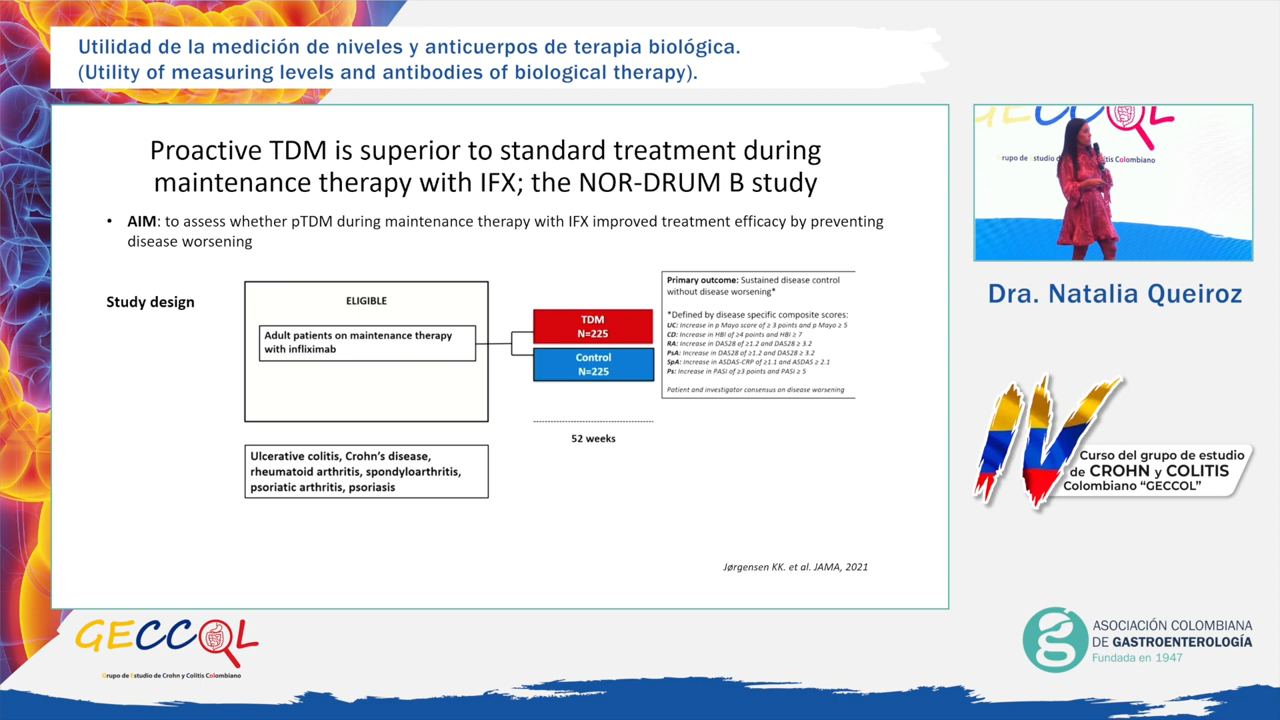 Utilidad de la medición de niveles y anticuerpos de terapia biológica.
(Utility of measuring levels and antibodies of biological therapy).
Proactive TDM is superior to standard treatment during
maintenance therapy with IFX; the NOR-DRUM B study
• AIM: to assess whether pTDM during maintenance therapy with IFX improved treatment efficacy by preventing
disease worsening
Study design
ELIGIBLE
Adult patients on maintenance therapy
with infliximab
TDM
N=225
Control
N=225
52 weeks
Primary outcome: Sustained disease control
without disease worsening*
*Defined by disease specific composite scores:
UC: Increase in p Mayo score of ≥ 3 points and p Mayo ≥ 5
CD: Increase in HBI of ≥4 points and HBI ≥ 7
RA: Increase in DAS28 of ≥1.2 and DAS28 ≥ 3.2
PsA: Increase in DAS28 of ≥1.2 and DAS28 ≥ 3.2
SpA: Increase in ASDAS-CRP of ≥1.1 and ASDAS ≥ 2.1
Ps: Increase in PASI of ≥3 points and PASI ≥ 5
Patient and investigator consensus on disease worsening
Ulcerative colitis, Crohn's disease,
rheumatoid arthritis, spondyloarthritis,
psoriatic arthritis, psoriasis
Jørgensen KK. et al. JAMA, 2021
Dra. Natalia Queiroz
IV
Curso del grupo de estudio
de CROHN y COLITIS
Colombiano "GECCOL"
GECCOL
Grupo de Estudio de Crohn y Colitis Colombiano
ASOCIACIÓN COLOMBIANA
DE GASTROENTEROLOGÍA
Fundada en 1947